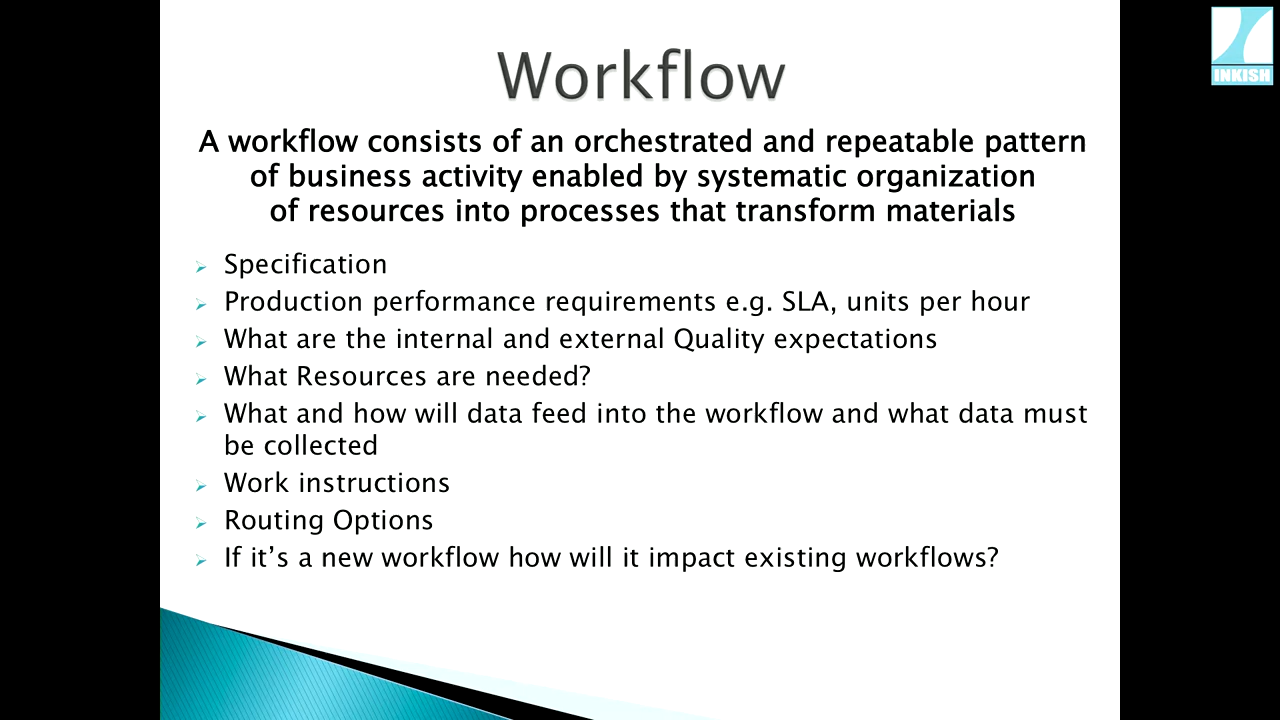 Workflow
INKISH
A workflow consists of an orchestrated and repeatable pattern
of business activity enabled by systematic organization
of resources into processes that transform materials
Specification
Production performance requirements e.g. SLA, units per hour
What are the internal and external Quality expectations
What Resources are needed?
What and how will data feed into the workflow and what data must
be collected
Work instructions
Routing Options
If it’s a new workflow how will it impact existing workflows?